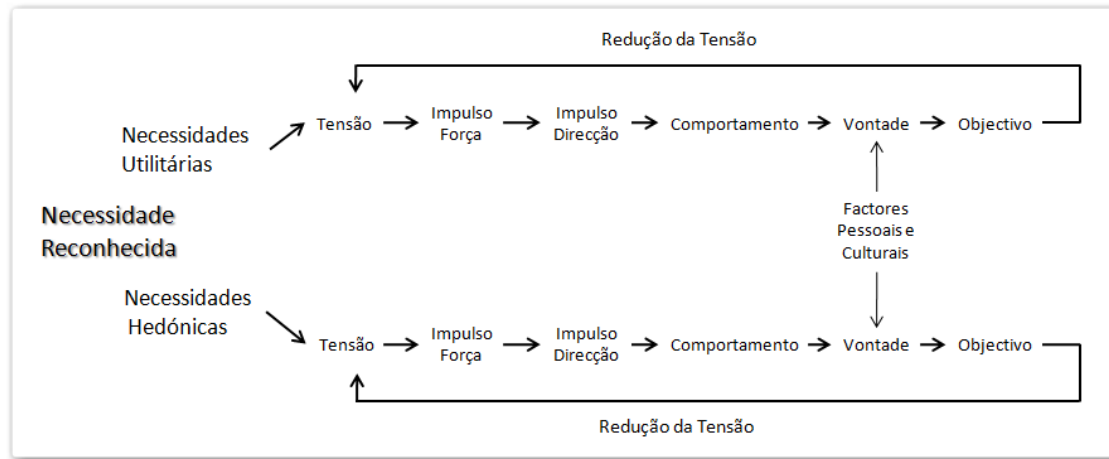 Redução da Tensão
Tensão
Impulso
Força
Impulso
Direcção
Comportamento
Vontade
Objectivo
Necessidades
Utilitárias
Necessidade
Reconhecida
Factores
Pessoais e
Culturais
Necessidades
Hedónicas
Tensão
Impulso
Força
Impulso
Direcção
Comportamento
Vontade
Objectivo
Redução da Tensão